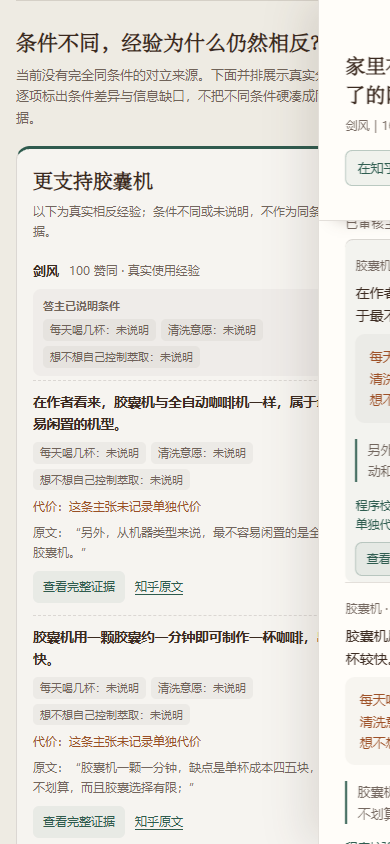 条件不同，经验为什么仍然相反?
当前没有完全同条件的对立来源。下面并排展示真实
逐项标出条件差异与信息缺口，不把不同条件硬凑成同
据。
更支持胶囊机
以下为真实相反经验；条件不同或未说明，不作为同条
据。
剑风 100 赞同 · 真实使用经验
答主已说明条件
每天喝几杯：未说明 清洗意愿：未说明
想不想自己控制萃取：未说明
在作者看来，胶囊机与全自动咖啡机一样，属于
易闲置的机型。
每天喝几杯：未说明 清洗意愿：未说明
想不想自己控制萃取：未说明
代价：这条主张未记录单独代价
原文：“另外，从机器类型来说，最不容易闲置的是全
胶囊机。”
查看完整证据 知乎原文
胶囊机用一颗胶囊约一分钟即可制作一杯咖啡，
快。
每天喝几杯：未说明 清洗意愿：未说明
想不想自己控制萃取：未说明
代价：这条主张未记录单独代价
原文：“胶囊机一颗一分钟，缺点是单杯成本四五块，
不划算，而且胶囊选择有限；”
查看完整证据 知乎原文
家里
了的
剑风 | 1
在知乎
已审核
胶囊机
在作者
于最不
每天
清洗
想不
另外
动和
程序校
单独代
查看
胶囊机 ·
胶囊机
杯较快
每天
清洗意
想不想
胶囊机
不划算